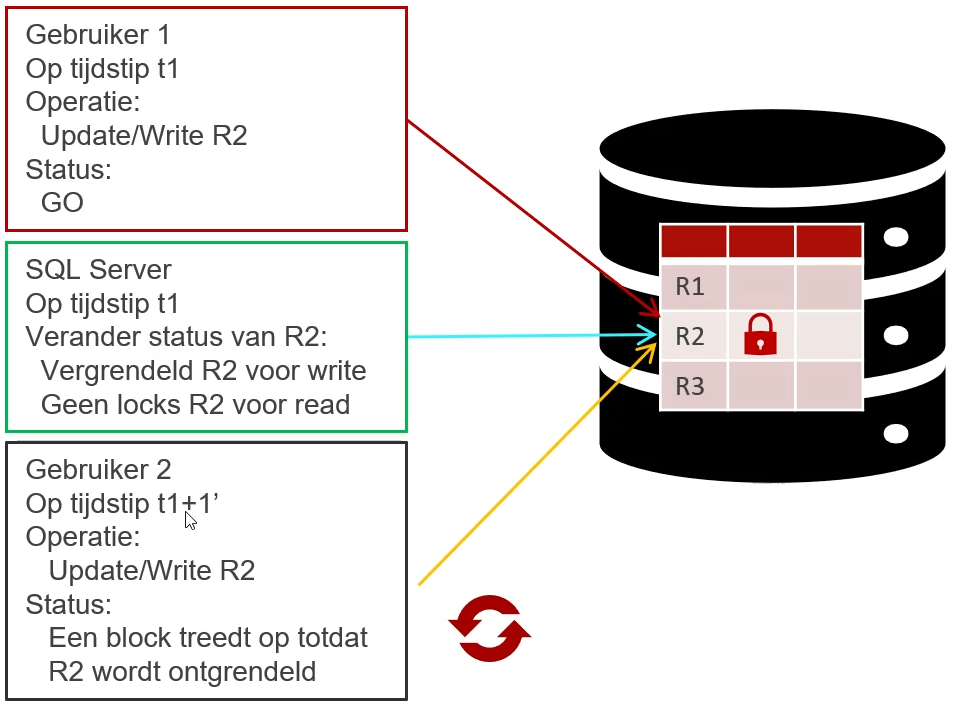 Gebruiker 1
Op tijdstip t1
Operatie:
Update/Write R2
Status:
GO
SQL Server
Op tijdstip t1
Verander status van R2:
Vergrendeld R2 voor write
Geen locks R2 voor read
Gebruiker 2
Op tijdstip t1+1’
Operatie:
Update/Write R2
Status:
Een block treedt op totdat
R2 wordt ontgrendeld
R1
R2
R3